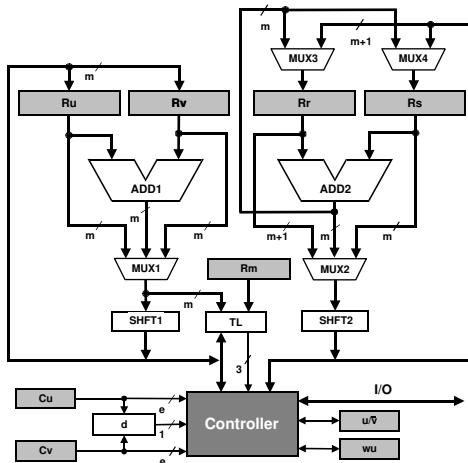 m
m+1
MUX3
MUX4
m
Ru
Rv
Rr
Rs
ADD1
ADD2
m
m
m
m+1
m
m
MUX1
Rm
MUX2
m
SHFT1
TL
SHFT2
3
I/O
Cu
e
d
1
Controller
u/v̅
Cv
e
wu